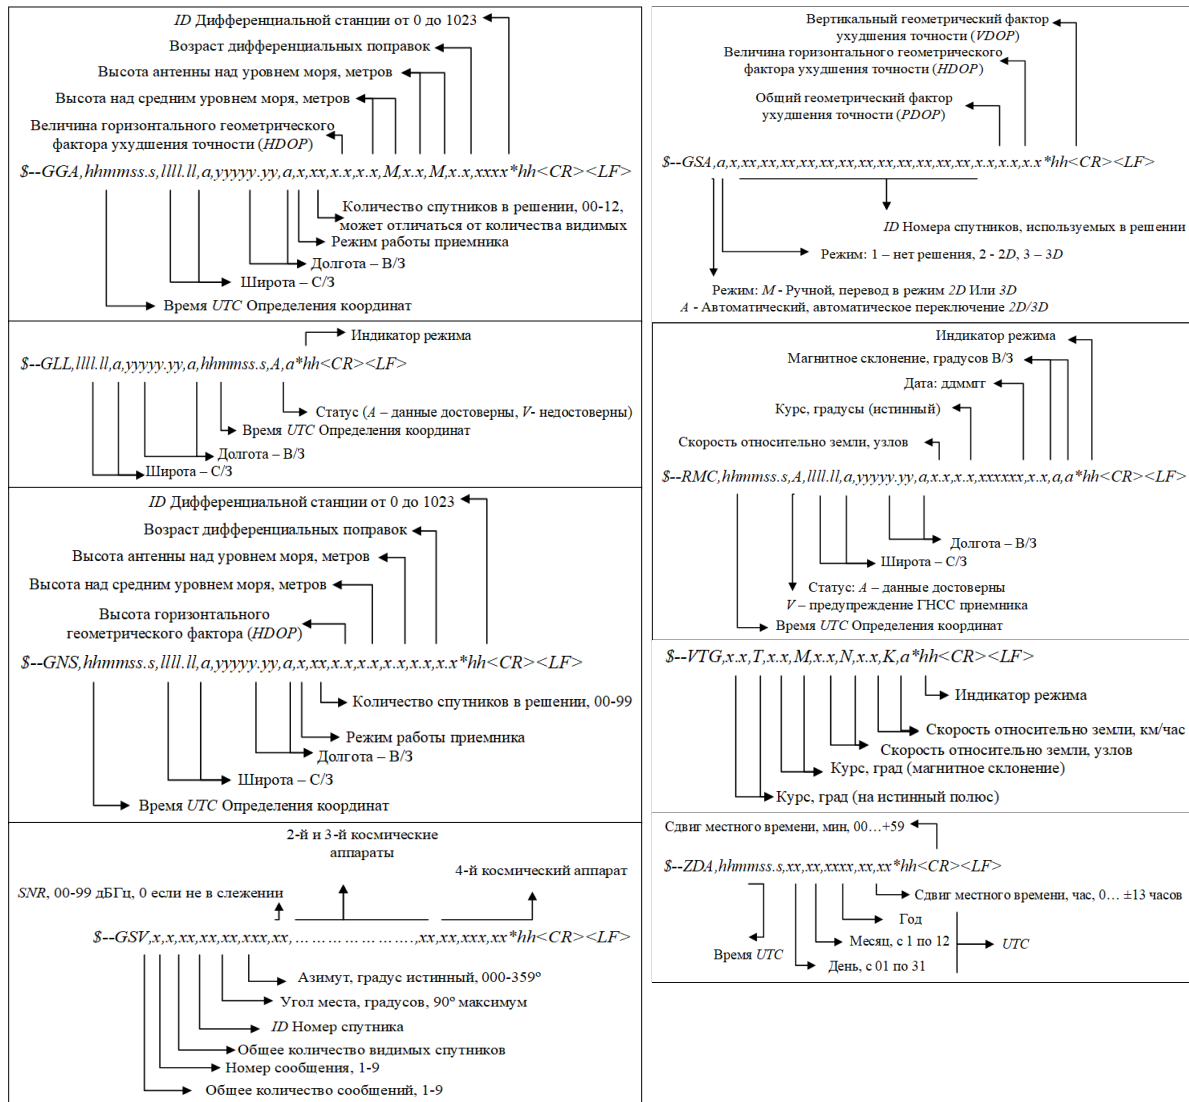 ID Дифференциальной станции от 0 до 1023
Возраст дифференциальных поправок
Высота антенны над уровнем моря, метров
Высота над средним уровнем моря, метров
Величина горизонтального геометрического
фактора ухудшения точности (HDOP)
$--GGA,hhmmss.s,llll.ll,a,yyyyy.yy,a,x,xx,x.x,x.x,M,x.x,M,x.x,xxxx*hh<CR><LF>
Количество спутников в решении, 00-12,
может отличаться от количества видимых
Режим работы приемника
Долгота – В/З
Широта – С/З
Время UTC Определения координат
Индикатор режима
$--GLL,llll.ll,a,yyyyy.yy,a,hhmmss.s,A,a*hh<CR><LF>
Статус (A – данные достоверны, V- недостоверны)
Время UTC Определения координат
Долгота – В/З
Широта – С/З
ID Дифференциальной станции от 0 до 1023
Возраст дифференциальных поправок
Высота антенны над уровнем моря, метров
Высота над средним уровнем моря, метров
Высота горизонтального
геометрического фактора (HDOP)
$--GNS,hhmmss.s,llll.ll,a,yyyyy.yy,a,x,xx,x.x,x.x,x.x,x.x,x.x*hh<CR><LF>
Количество спутников в решении, 00-99
Режим работы приемника
Долгота – В/З
Широта – С/З
Время UTC Определения координат
2-й и 3-й космические
аппараты
4-й космический аппарат
SNR, 00-99 дБГц, 0 если не в слежении
$--GSV,x,x,xx,xx,xx,xxx,xx,………………….,xx,xx,xxx,xx*hh<CR><LF>
Азимут, градус истинный, 000-359º
Угол места, градусов, 90º максимум
ID Номер спутника
Общее количество видимых спутников
Номер сообщения, 1-9
Общее количество сообщений, 1-9
Вертикальный геометрический фактор
ухудшения точности (VDOP)
Величина горизонтального геометрического
фактора ухудшения точности (HDOP)
Общий геометрический фактор
ухудшения точности (PDOP)
$--GSA,a,x,xx,xx,xx,xx,xx,xx,xx,xx,xx,xx,xx,xx,x.x,x.x,x.x*hh<CR><LF>
ID Номера спутников, используемых в решении
Режим: 1 – нет решения, 2 - 2D, 3 – 3D
Режим: M - Ручной, перевод в режим 2D Или 3D
A - Автоматический, автоматическое переключение 2D/3D
Индикатор режима
Магнитное склонение, градусов В/З
Дата: ддммгг
Курс, градусы (истинный)
Скорость относительно земли, узлов
$--RMC,hhmmss.s,A,llll.ll,a,yyyyy.yy,a,x.x,x.x,xxxxxx,x.x,a,a*hh<CR><LF>
Долгота – В/З
Широта – С/З
Статус: A – данные достоверны
V – предупреждение ГНСС приемника
Время UTC Определения координат
$--VTG,x.x,T,x.x,M,x.x,N,x.x,K,a*hh<CR><LF>
Индикатор режима
Скорость относительно земли, км/час
Скорость относительно земли, узлов
Курс, град (магнитное склонение)
Курс, град (на истинный полюс)
Сдвиг местного времени, мин, 00…+59
$--ZDA,hhmmss.s,xx,xx,xxxx,xx,xx*hh<CR><LF>
Сдвиг местного времени, час, 0… ±13 часов
Год
Месяц, с 1 по 12
UTC
Время UTC
День, с 01 по 31